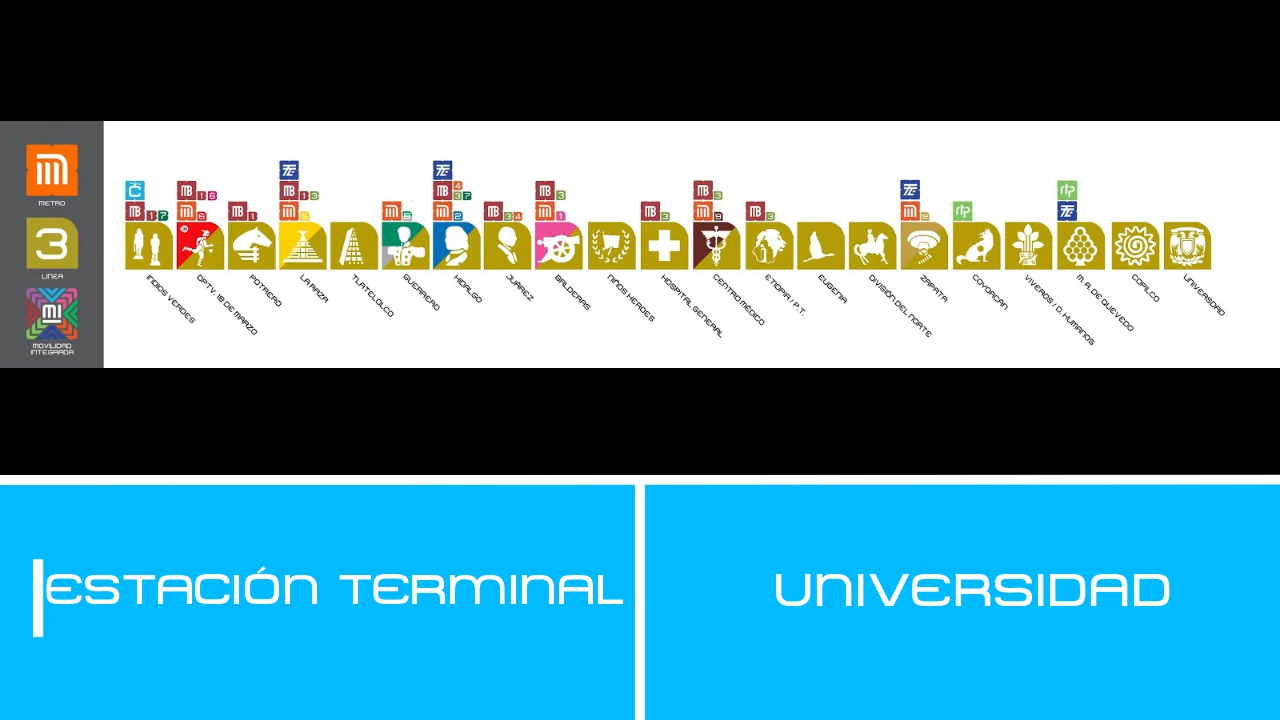 METRO
3
LINEA
MI
MOVILIDAD
INTEGRADA
INDIOS VERDES
DPTV. 18 DE MARZO
POTRERO
LA RAZA
TLATELOLCO
GUERRERO
HIDALGO
JUÁREZ
BALDERAS
NIÑOS HEROES
HOSPITAL GENERAL
CENTRO MÉDICO
ETIOPÍA / P.T.
EUGENIA
DIVISIÓN DEL NORTE
ZAPATA
COYOACÁN
VIVEROS / D. HUMANOS
M. A. DE QUEVEDO
COPILCO
UNIVERSIDAD
ESTACIÓN TERMINAL
UNIVERSIDAD